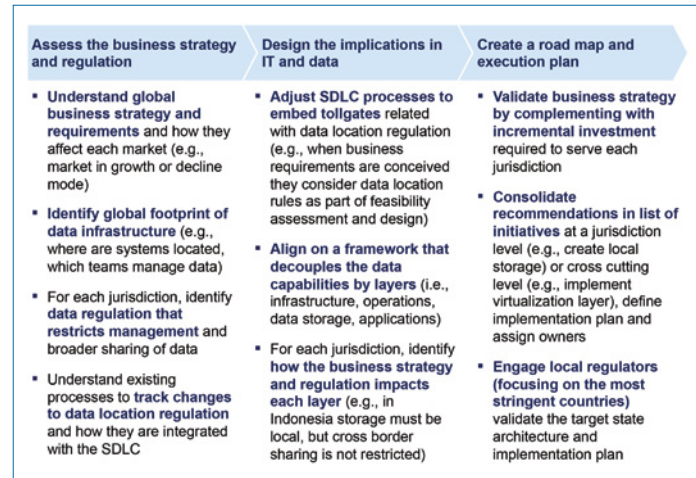 Assess the business strategy
and regulation
▪ Understand global
business strategy and
requirements and how they
affect each market (e.g.,
market in growth or decline
mode)
▪ Identify global footprint of
data infrastructure (e.g.,
where are systems located,
which teams manage data)
▪ For each jurisdiction, identify
data regulation that
restricts management and
broader sharing of data
▪ Understand existing
processes to track changes
to data location regulation
and how they are integrated
with the SDLC
Design the implications in
IT and data
▪ Adjust SDLC processes to
embed tollgates related
with data location regulation
(e.g., when business
requirements are conceived
they consider data location
rules as part of feasibility
assessment and design)
▪ Align on a framework that
decouples the data
capabilities by layers (i.e.,
infrastructure, operations,
data storage, applications)
▪ For each jurisdiction, identify
how the business strategy
and regulation impacts
each layer (e.g., in
Indonesia storage must be
local, but cross border
sharing is not restricted)
Create a road map and
execution plan
▪ Validate business strategy
by complementing with
incremental investment
required to serve each
jurisdiction
▪ Consolidate
recommendations in list of
initiatives at a jurisdiction
level (e.g., create local
storage) or cross cutting
level (e.g., implement
virtualization layer), define
implementation plan and
assign owners
▪ Engage local regulators
(focusing on the most
stringent countries)
validate the target state
architecture and
implementation plan